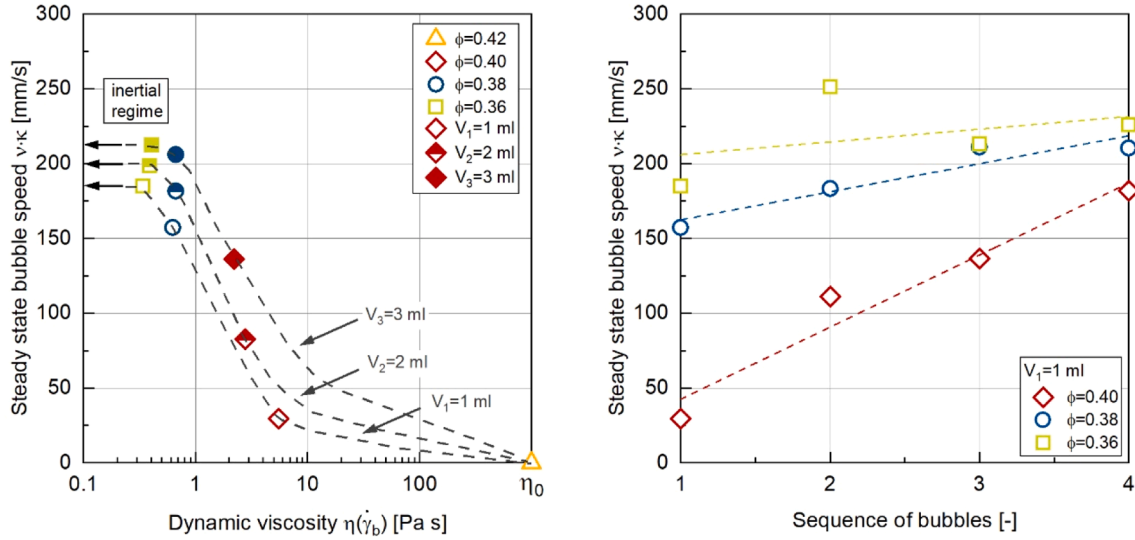 Steady state bubble speed ν·κ [mm/s]
300
250
200
150
100
50
0
inertial
regime
ϕ=0.42
ϕ=0.40
ϕ=0.38
ϕ=0.36
V₁=1 ml
V₂=2 ml
V₃=3 ml
V₃=3 ml
V₂=2 ml
V₁=1 ml
0.1 1 10 100 η₀
Dynamic viscosity η(γ̇_b) [Pa s]
Steady state bubble speed ν·κ [mm/s]
300
250
200
150
100
50
0
V₁=1 ml
ϕ=0.40
ϕ=0.38
ϕ=0.36
1 2 3 4
Sequence of bubbles [-]